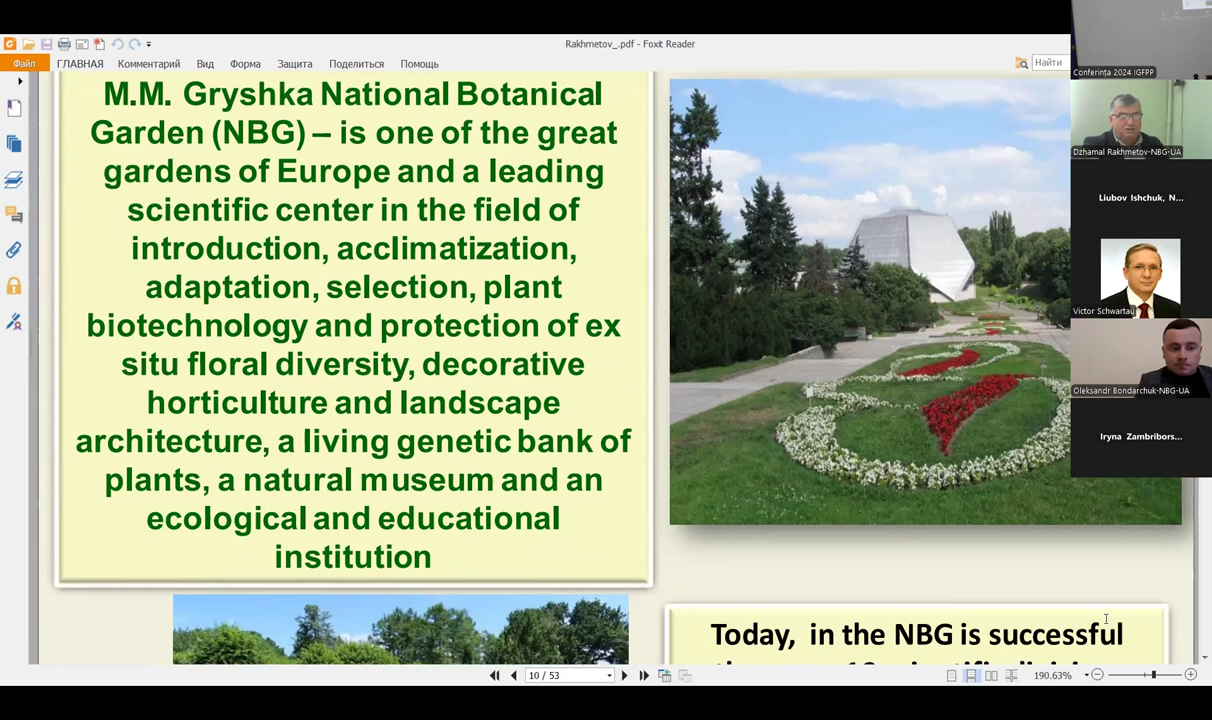 Rakhmetov_.pdf - Foxit Reader
Файл ГЛАВНАЯ Комментарий Вид Форма Защита Поделиться Помощь
Найти
M.M. Gryshka National Botanical
Garden (NBG) – is one of the great
gardens of Europe and a leading
scientific center in the field of
introduction, acclimatization,
adaptation, selection, plant
biotechnology and protection of ex
situ floral diversity, decorative
horticulture and landscape
architecture, a living genetic bank of
plants, a natural museum and an
ecological and educational
institution
Today, in the NBG is successful
Conferința 2024 IGFPP
Dzhamal Rakhmetov-NBG-UA
Liubov Ishchuk, N...
Victor Schwartau
Oleksandr Bondarchuk-NBG-UA
Iryna Zambribors...
10 / 53
190.63%